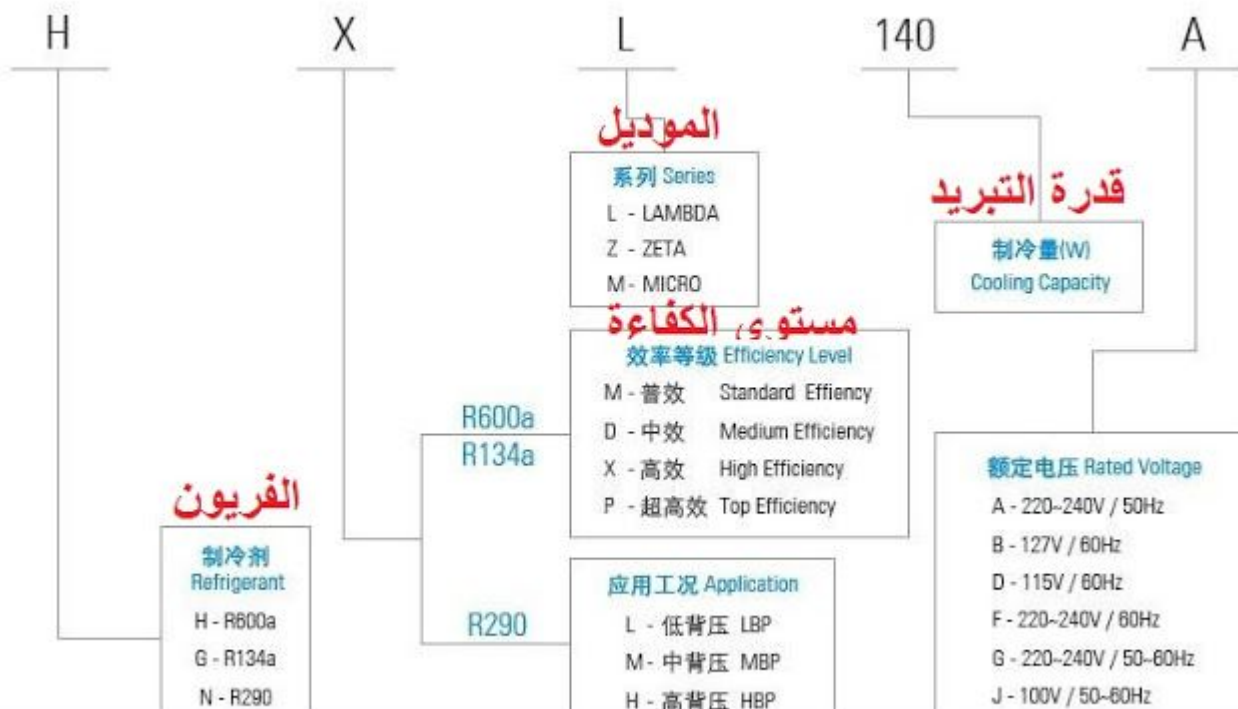 H X L 140 A
الموديل
系列 Series
L - LAMBDA
Z - ZETA
M - MICRO
قدرة التبريد
制冷量(W)
Cooling Capacity
مستوى الكفاءة
效率等级 Efficiency Level
M - 普效 Standard Effiency
D - 中效 Medium Efficiency
X - 高效 High Efficiency
P - 超高效 Top Efficiency
R600a
R134a
الفريون
制冷剂
Refrigerant
H - R600a
G - R134a
N - R290
R290
应用工况 Application
L - 低背压 LBP
M - 中背压 MBP
H - 高背压 HBP
额定电压 Rated Voltage
A - 220~240V / 50Hz
B - 127V / 60Hz
D - 115V / 60Hz
F - 220~240V / 60Hz
G - 220~240V / 50~60Hz
J - 100V / 50~60Hz